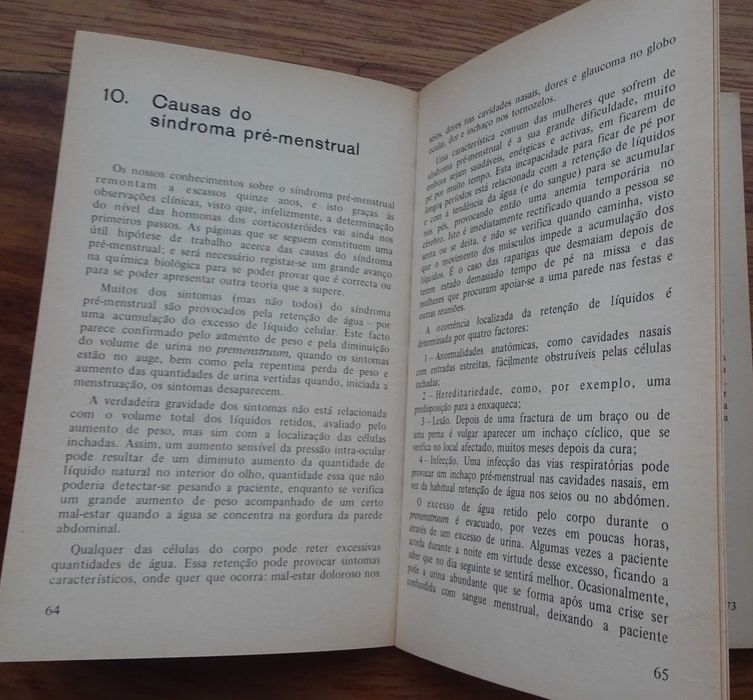 10. Causas do
síndroma pré-menstrual
Os nossos conhecimentos sobre o síndroma pré-menstrual
remontam a escassos quinze anos, e isto graças às
observações clínicas, visto que, infelizmente, a determinação
do nível das hormonas dos corticosteróides vai ainda nos
primeiros passos. As páginas que se seguem constituem uma
útil hipótese de trabalho acerca das causas do síndroma
pré-menstrual; e será necessário registar-se um grande avanço
na química biológica para se poder provar que é correcta ou
para se poder apresentar outra teoria que a supere.
Muitos dos sintomas (mas não todos) do síndroma
pré-menstrual são provocados pela retenção de água – por
uma acumulação do excesso de líquido celular. Este facto
parece confirmado pelo aumento de peso e pela diminuição
do volume de urina no premenstruum, quando os sintomas
estão no auge, bem como pela repentina perda de peso e
aumento das quantidades de urina vertidas quando, iniciada a
menstruação, os sintomas desaparecem.
A verdadeira gravidade dos sintomas não está relacionada
com o volume total dos líquidos retidos, avaliado pelo
aumento de peso, mas sim com a localização das células
inchadas. Assim, um aumento sensível da pressão intra-ocular
pode resultar de um diminuto aumento da quantidade de
líquido natural no interior do olho, quantidade essa que não
poderia detectar-se pesando a paciente, enquanto se verifica
um grande aumento de peso acompanhado de um certo
mal-estar quando a água se concentra na gordura da parede
abdominal.
Qualquer das células do corpo pode reter excessivas
quantidades de água. Essa retenção pode provocar sintomas
característicos, onde quer que ocorra: mal-estar doloroso nos
64
seios, dores nas cavidades nasais, dores e glaucoma no globo
ocular, dor e inchaço nos tornozelos.
Uma característica comum das mulheres que sofrem de
síndroma pré-menstrual é a sua grande dificuldade, muito
embora sejam saudáveis, enérgicas e activas, em ficarem de
pé por muito tempo. Esta incapacidade para ficar de pé por
longos períodos está relacionada com a retenção de líquidos
e com a tendência da água (e do sangue) para se acumular
nos pés, provocando então uma anemia temporária no
cérebro. Isto é imediatamente rectificado quando a pessoa se
senta ou se deita, e não se verifica quando caminha, visto
que o movimento dos músculos impede a acumulação dos
líquidos. É o caso das raparigas que desmaiam depois de
terem estado demasiado tempo de pé na missa e das
mulheres que procuram apoiar-se a uma parede nas festas e
outras reuniões.
A ocorrência localizada da retenção de líquidos é
determinada por quatro factores:
1 – Anormalidades anatómicas, como cavidades nasais
com entradas estreitas, fàcilmente obstruíveis pelas células
inchadas;
2 – Hereditariedade, como, por exemplo, uma
predisposição para a enxaqueca;
3 – Lesão. Depois de uma fractura de um braço ou de
uma perna é vulgar aparecer um inchaço cíclico, que se
verifica no local afectado, muitos meses depois da cura;
4 – Infecção. Uma infecção das vias respiratórias pode
provocar um inchaço pré-menstrual nas cavidades nasais, em
vez da habitual retenção de água nos seios ou no abdómen.
O excesso de água retido pelo corpo durante o
premenstruum é evacuado, por vezes em poucas horas,
através de um excesso de urina. Algumas vezes a paciente
acorda durante a noite em virtude desse excesso, ficando a
saber que no dia seguinte se sentirá melhor. Ocasionalmente,
pode a urina abundante que se forma após uma crise ser
confundida com sangue menstrual, deixando a paciente
65
73